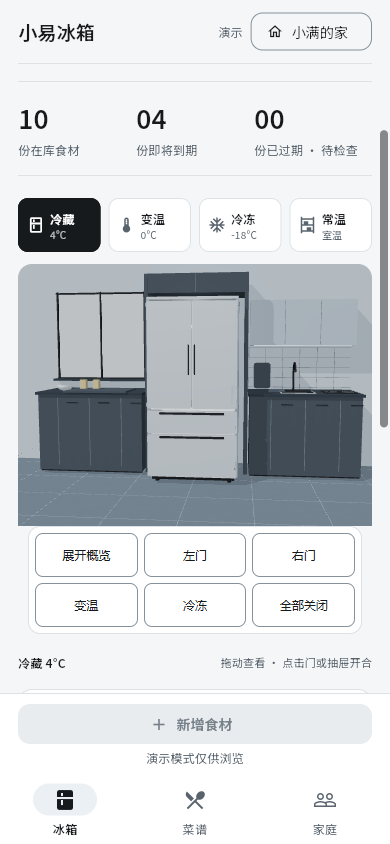 小易冰箱
演示
小满的家
10
04
00
份在库食材
份即将到期
份已过期 · 待检查
冷藏
4°C
变温
0°C
冷冻
-18°C
常温
室温
展开概览
左门
右门
变温
冷冻
全部关闭
冷藏 4°C
拖动查看 · 点击门或抽屉开合
+ 新增食材
演示模式仅供浏览
冰箱
菜谱
家庭